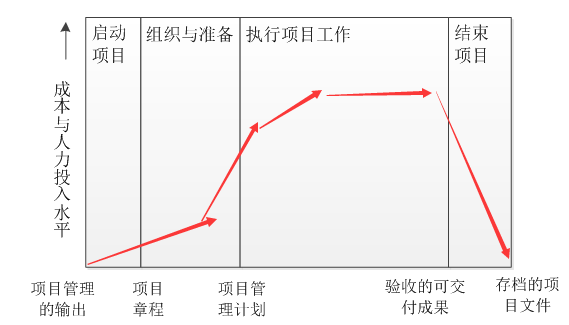 启动
项目
组织与准备
执行项目工作
结束
项目
成本与人力投入水平
项目管理
的输出
项目
章程
项目管
理计划
验收的可交
付成果
存档的项
目文件